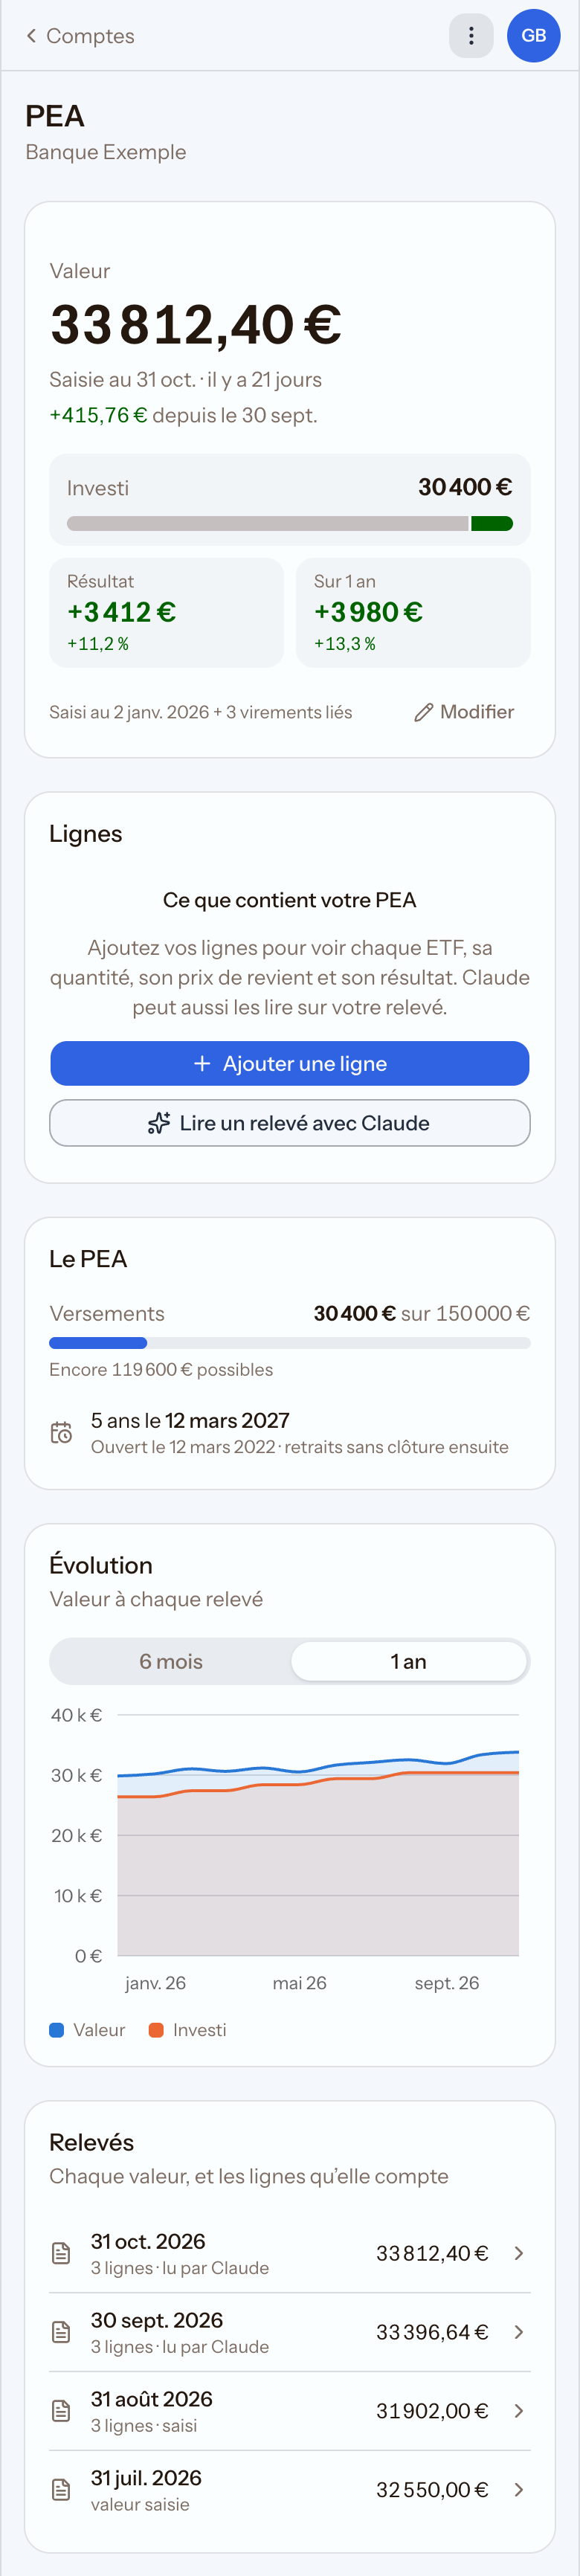 Comptes
GB
PEA
Banque Exemple
Valeur
33 812,40 €
Saisie au 31 oct. · il y a 21 jours
+415,76 € depuis le 30 sept.
Investi
30 400 €
Résultat
+3 412 €
+11,2 %
Sur 1 an
+3 980 €
+13,3 %
Saisi au 2 janv. 2026 + 3 virements liés
Modifier
Lignes
Ce que contient votre PEA
Ajoutez vos lignes pour voir chaque ETF, sa
quantité, son prix de revient et son résultat. Claude
peut aussi les lire sur votre relevé.
Ajouter une ligne
Lire un relevé avec Claude
Le PEA
Versements
30 400 € sur 150 000 €
Encore 119 600 € possibles
5 ans le 12 mars 2027
Ouvert le 12 mars 2022 · retraits sans clôture ensuite
Évolution
Valeur à chaque relevé
6 mois
1 an
40 k €
30 k €
20 k €
10 k €
0 €
janv. 26
mai 26
sept. 26
Valeur
Investi
Relevés
Chaque valeur, et les lignes qu’elle compte
31 oct. 2026
3 lignes · lu par Claude
33 812,40 €
30 sept. 2026
3 lignes · lu par Claude
33 396,64 €
31 août 2026
3 lignes · saisi
31 902,00 €
31 juil. 2026
valeur saisie
32 550,00 €